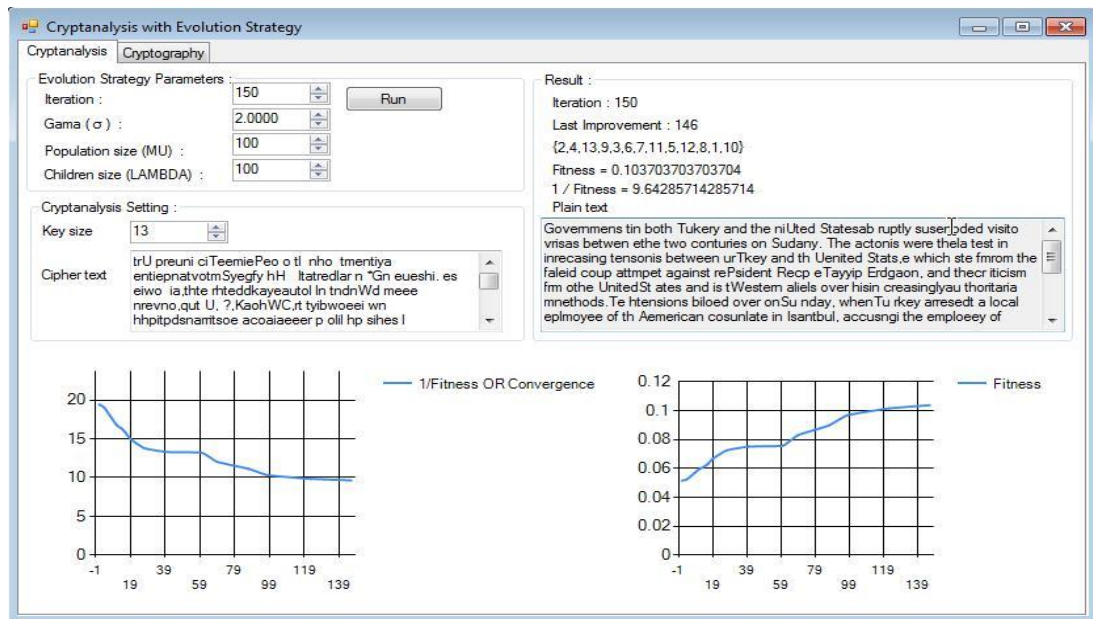 Cryptanalysis with Evolution Strategy
Cryptanalysis Cryptography
Evolution Strategy Parameters :
Iteration : 150 Run
Gama ( σ ) : 2.0000
Population size (MU) : 100
Children size (LAMBDA) : 100
Cryptanalysis Setting :
Key size 13
Cipher text
trU preuni ciTeemiePeo o tl nho tmentiya
entiepnatvotmSyegfy hH Itatredlar n "Gn eueshi. es
eiwo ia,thte rhteddkayeautol In tndnWd meee
nrevno,qut U, ?,KaohWC,rt tyibwoeei wn
hhpitpdsnamtsoe acoaiaeeer p olil hp sihes I
Result :
Iteration : 150
Last Improvement : 146
{2,4,13,9,3,6,7,11,5,12,8,1,10}
Fitness = 0.103703703703704
1 / Fitness = 9.64285714285714
Plain text
Governmens tin both Tukery and the niUted Statesab ruptly suserpded visito
vrisas betwen ethe two conturies on Sudany. The actonis were thela test in
inrecasing tensonis between urTkey and th Uenited Stats,e which ste fmrom the
faleid coup attmpet against rePsident Recp eTayyip Erdgaon, and thecr iticism
frm othe UnitedSt ates and is tWestern aliels over hisin creasinglyau thoritaria
mnethods.Te htensions biloed over onSu nday, whenTu rkey arresedt a local
eplmoyee of th Aemerican cosunlate in Isantbul, accusngi the emploeey of
1/Fitness OR Convergence
20
15
10
5
0
-1 19 39 59 79 99 119 139
Fitness
0.12
0.1
0.08
0.06
0.04
0.02
0
-1 19 39 59 79 99 119 139